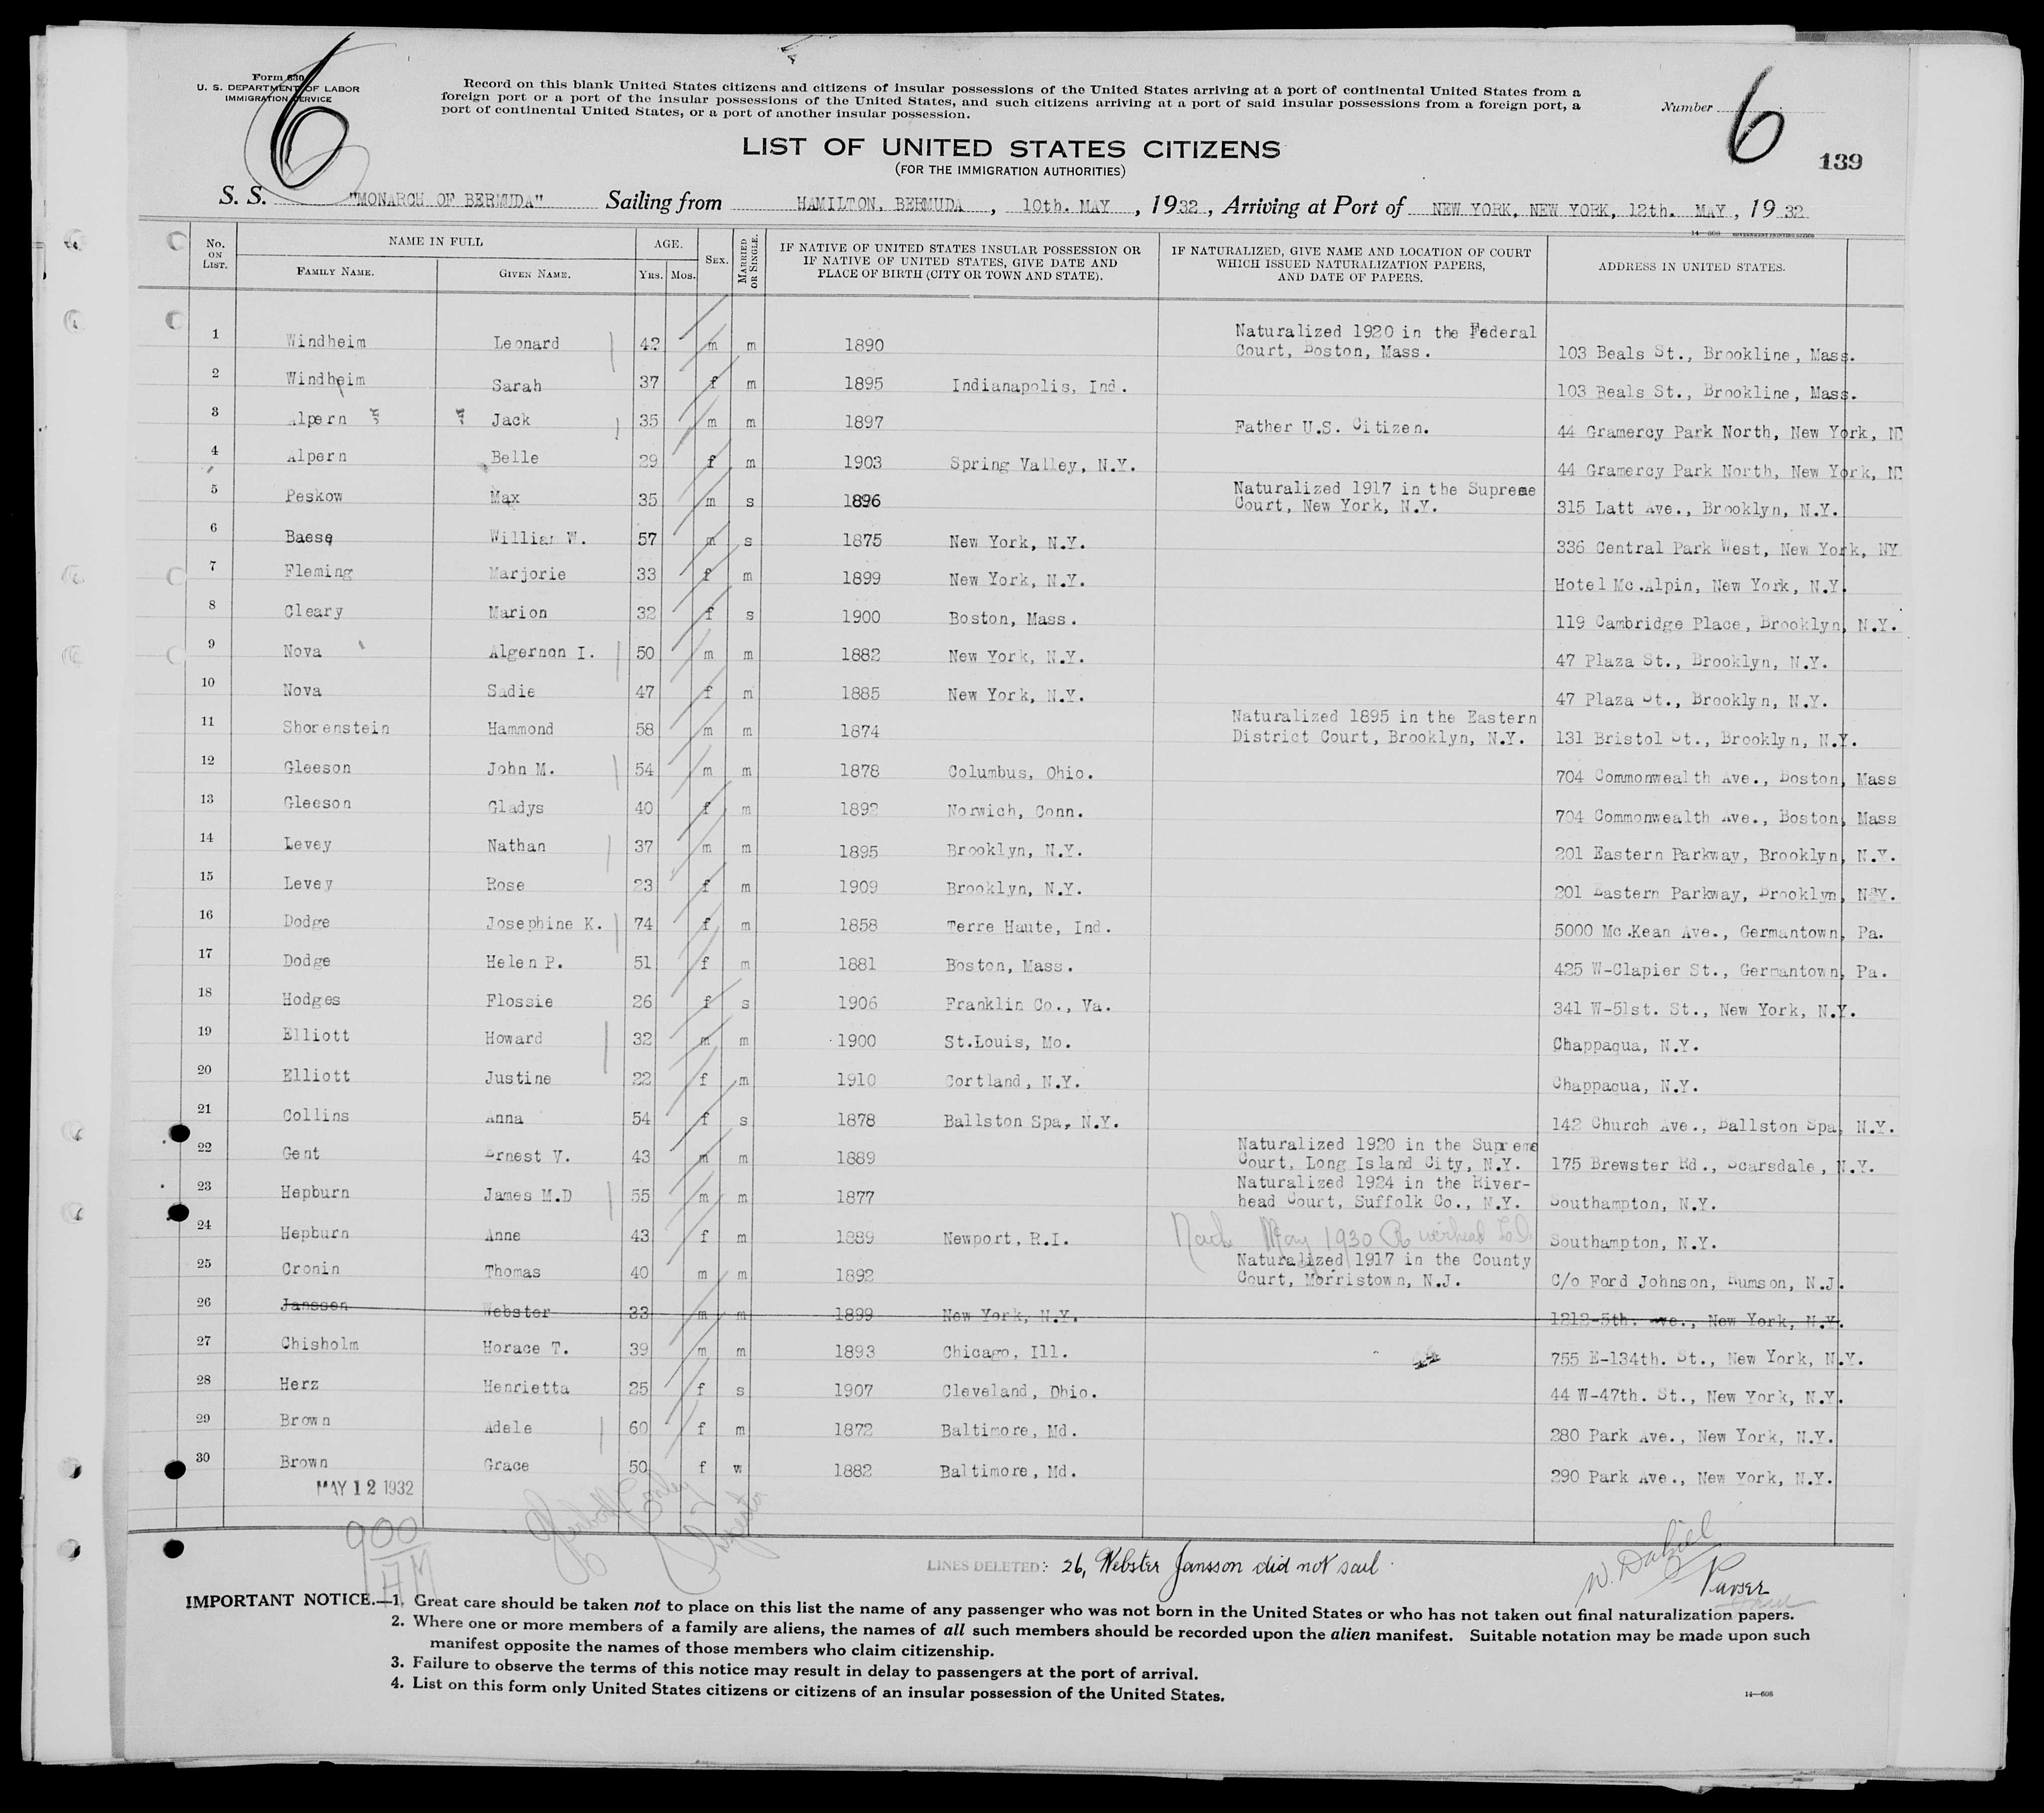 Form 630
U. S. DEPARTMENT OF LABOR
IMMIGRATION SERVICE
6
Record on this blank United States citizens and citizens of insular possessions of the United States arriving at a port of continental United States from a
foreign port or a port of the insular possessions of the United States, and such citizens arriving at a port of said insular possessions from a foreign port, a
port of continental United States, or a port of another insular possession.
Number 6
139
LIST OF UNITED STATES CITIZENS
(FOR THE IMMIGRATION AUTHORITIES)
S. S. "MONARCH OF BERMUDA" Sailing from HAMILTON, BERMUDA, 10th. MAY, 1932, Arriving at Port of NEW YORK, NEW YORK, 12th. MAY, 1932
14—608 GOVERNMENT PRINTING
No. ON LIST. NAME IN FULL FAMILY NAME. GIVEN NAME. AGE. YRS. MOS. SEX. MARRIED OR SINGLE. IF NATIVE OF UNITED STATES INSULAR POSSESSION OR IF NATIVE OF UNITED STATES, GIVE DATE AND PLACE OF BIRTH (CITY OR TOWN AND STATE). IF NATURALIZED, GIVE NAME AND LOCATION OF COURT WHICH ISSUED NATURALIZATION PAPERS, AND DATE OF PAPERS. ADDRESS IN UNITED STATES.
1 Windheim Leonard 42 m m 1890 Naturalized 1920 in the Federal Court, Boston, Mass. 103 Beals St., Brookline, Mass.
2 Windheim Sarah 37 f m 1895 Indianapolis, Ind. 103 Beals St., Brookline, Mass.
3 Alpern Jack 35 m m 1897 Father U.S. Citizen. 44 Gramercy Park North, New York, NY
4 Alpern Belle 29 f m 1903 Spring Valley, N.Y. 44 Gramercy Park North, New York, NY
5 Peskow Max 35 m s 1896 Naturalized 1917 in the Supreme Court, New York, N.Y. 315 Latt Ave., Brooklyn, N.Y.
6 Baese William W. 57 m s 1875 New York, N.Y. 336 Central Park West, New York, NY
7 Fleming Marjorie 33 f m 1899 New York, N.Y. Hotel Mc.Alpin, New York, N.Y.
8 Cleary Marion 32 f s 1900 Boston, Mass. 119 Cambridge Place, Brooklyn, N.Y.
9 Nova Algernon I. 50 m m 1882 New York, N.Y. 47 Plaza St., Brooklyn, N.Y.
10 Nova Sadie 47 f m 1885 New York, N.Y. 47 Plaza St., Brooklyn, N.Y.
11 Shorenstein Hammond 58 m m 1874 Naturalized 1895 in the Eastern District Court, Brooklyn, N.Y. 131 Bristol St., Brooklyn, N.Y.
12 Gleeson John M. 54 m m 1878 Columbus, Ohio. 704 Commonwealth Ave., Boston, Mass
13 Gleeson Gladys 40 f m 1892 Norwich, Conn. 704 Commonwealth Ave., Boston, Mass
14 Levey Nathan 37 m m 1895 Brooklyn, N.Y. 201 Eastern Parkway, Brooklyn, N.Y.
15 Levey Rose 23 f m 1909 Brooklyn, N.Y. 201 Eastern Parkway, Brooklyn, N.Y.
16 Dodge Josephine K. 74 f m 1858 Terre Haute, Ind. 5000 Mc.Kean Ave., Germantown, Pa.
17 Dodge Helen P. 51 f m 1881 Boston, Mass. 425 W-Clapier St., Germantown, Pa.
18 Hodges Flossie 26 f s 1906 Franklin Co., Va. 341 W-51st. St., New York, N.Y.
19 Elliott Howard 32 m m 1900 St.Louis, Mo. Chappaqua, N.Y.
20 Elliott Justine 22 f m 1910 Cortland, N.Y. Chappaqua, N.Y.
21 Collins Anna 54 f s 1878 Ballston Spa, N.Y. 142 Church Ave., Ballston Spa, N.Y.
22 Gent Ernest V. 43 m m 1889 Naturalized 1920 in the Supreme Court, Long Island City, N.Y. 175 Brewster Rd., Scarsdale, N.Y.
23 Hepburn James M.D 55 m m 1877 Naturalized 1924 in the River-head Court, Suffolk Co., N.Y. Southampton, N.Y.
24 Hepburn Anne 43 f m 1889 Newport, R.I. May 1930 Riverhead Southampton, N.Y.
25 Cronin Thomas 40 m m 1892 Naturalized 1917 in the County Court, Morristown, N.J. C/o Ford Johnson, Rumson, N.J.
26 Janssen Webster 33 m m 1899 New York, N.Y. 1212-5th. Ave., New York, N.Y.
27 Chisholm Horace T. 39 m m 1893 Chicago, Ill. 755 E-134th. St., New York, N.Y.
28 Herz Henrietta 25 f s 1907 Cleveland, Ohio. 44 W-47th. St., New York, N.Y.
29 Brown Adele 60 f m 1872 Baltimore, Md. 280 Park Ave., New York, N.Y.
30 Brown Grace 50 f w 1882 Baltimore, Md. 290 Park Ave., New York, N.Y.
MAY 12 1932
900
AM
Inspector
LINES DELETED: 26, Webster Jansson did not sail.
Purser
IMPORTANT NOTICE.—1. Great care should be taken not to place on this list the name of any passenger who was not born in the United States or who has not taken out final naturalization papers.
2. Where one or more members of a family are aliens, the names of all such members should be recorded upon the alien manifest. Suitable notation may be made upon such
manifest opposite the names of those members who claim citizenship.
3. Failure to observe the terms of this notice may result in delay to passengers at the port of arrival.
4. List on this form only United States citizens or citizens of an insular possession of the United States.
14—608